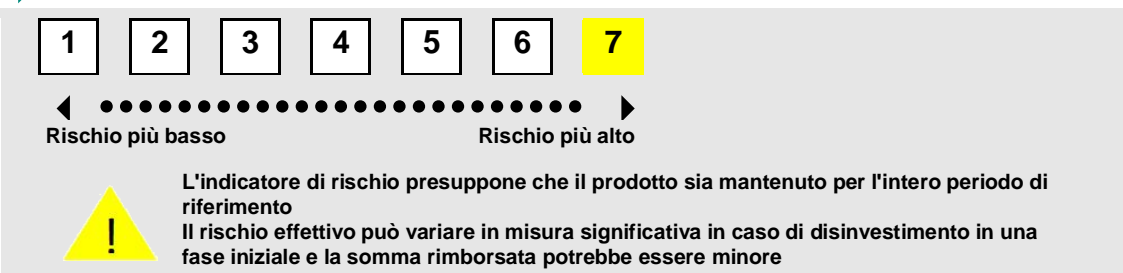 1 2 3 4 5 6 7
Rischio più basso Rischio più alto
L'indicatore di rischio presuppone che il prodotto sia mantenuto per l'intero periodo di
riferimento
Il rischio effettivo può variare in misura significativa in caso di disinvestimento in una
! fase iniziale e la somma rimborsata potrebbe essere minore